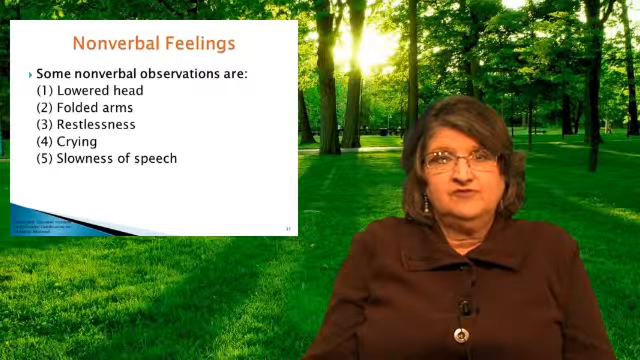 Nonverbal Feelings
Some nonverbal observations are:
(1) Lowered head
(2) Folded arms
(3) Restlessness
(4) Crying
(5) Slowness of speech